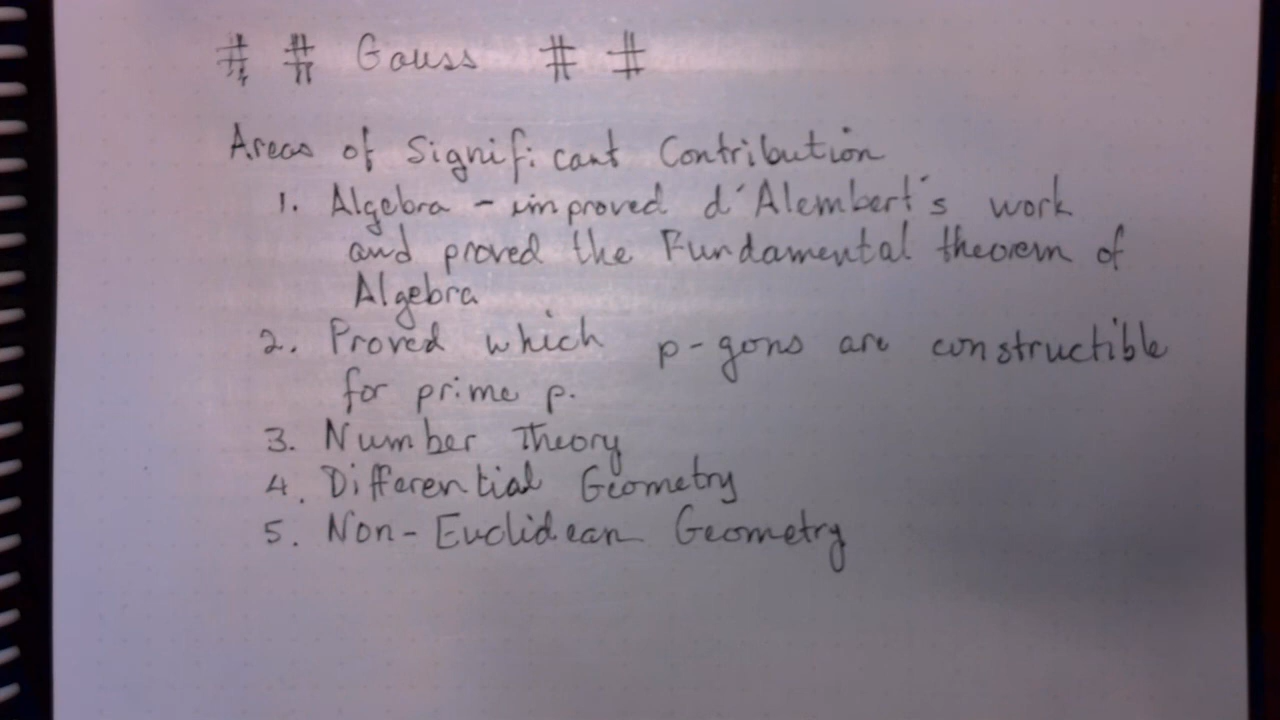 # # Gauss # #
Areas of Significant Contribution
1. Algebra - improved d'Alembert's work
and proved the Fundamental theorem of
Algebra
2. Proved which p-gons are constructible
for prime p.
3. Number Theory
4. Differential Geometry
5. Non-Euclidean Geometry